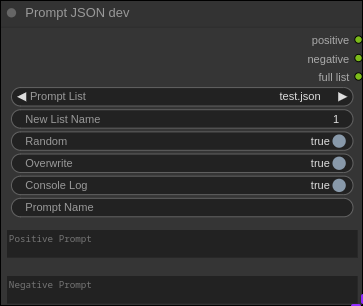 Prompt JSON dev
positive
negative
full list
Prompt List test.json
New List Name 1
Random true
Overwrite true
Console Log true
Prompt Name
Positive Prompt
Negative Prompt